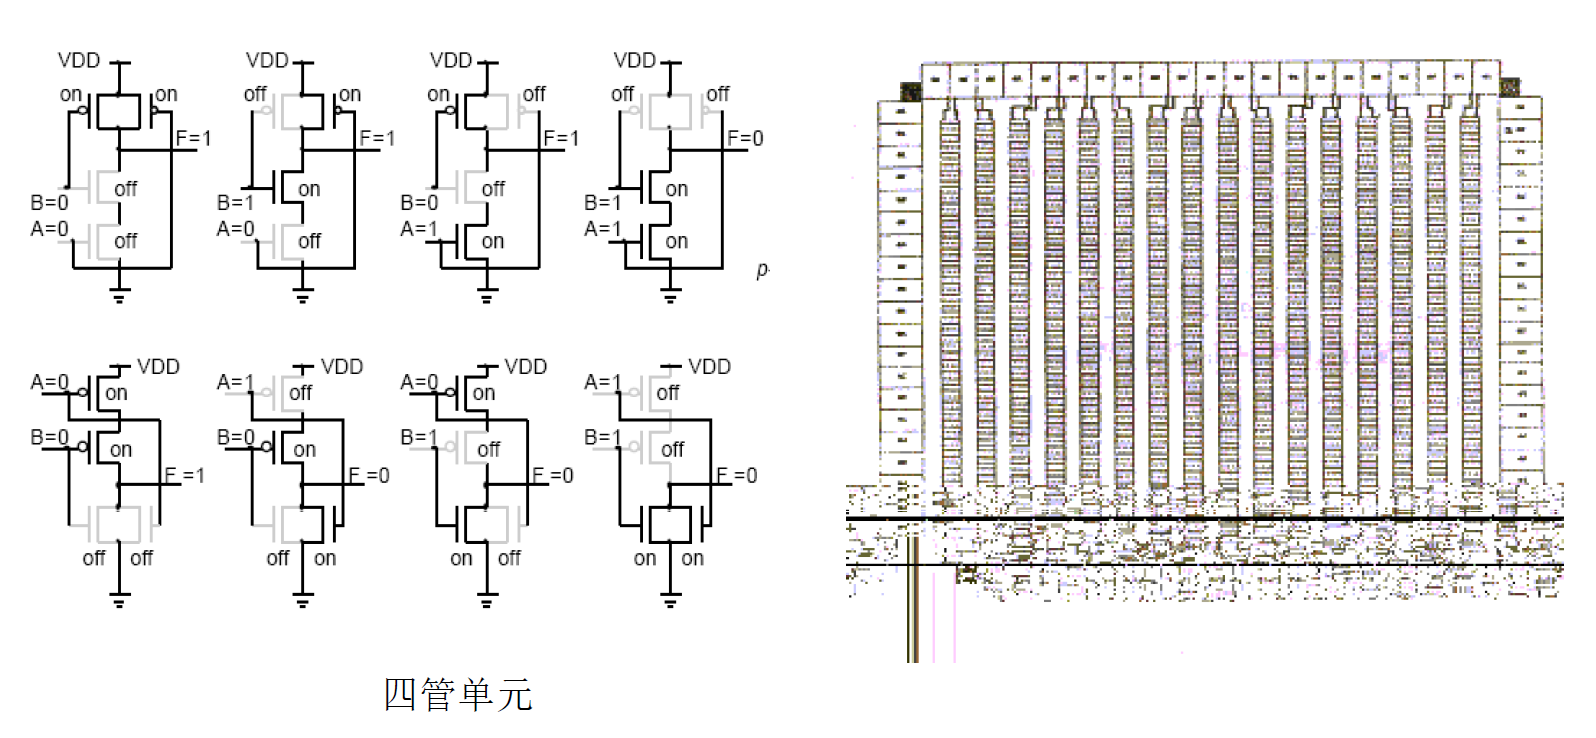 VDD VDD VDD VDD
on on off on on off off off
F=1 F=1 F=1 F=0
off on off on
B=0 B=1 B=0 B=1
A=0 A=0 A=1 A=1
off off on on
p
VDD VDD VDD VDD
A=0 on A=1 off A=0 on A=1 off
B=0 on B=0 on B=1 off B=1 off
F=1 F=0 F=0 F=0
off off off on on off on on
四管单元